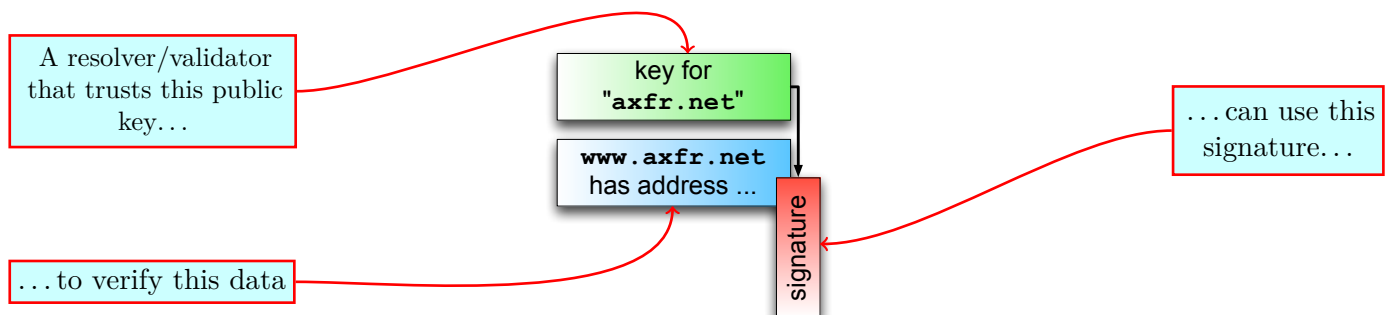 A resolver/validator
that trusts this public
key...
key for
"axfr.net"
www.axfr.net
has address ...
signature
...can use this
signature...
...to verify this data